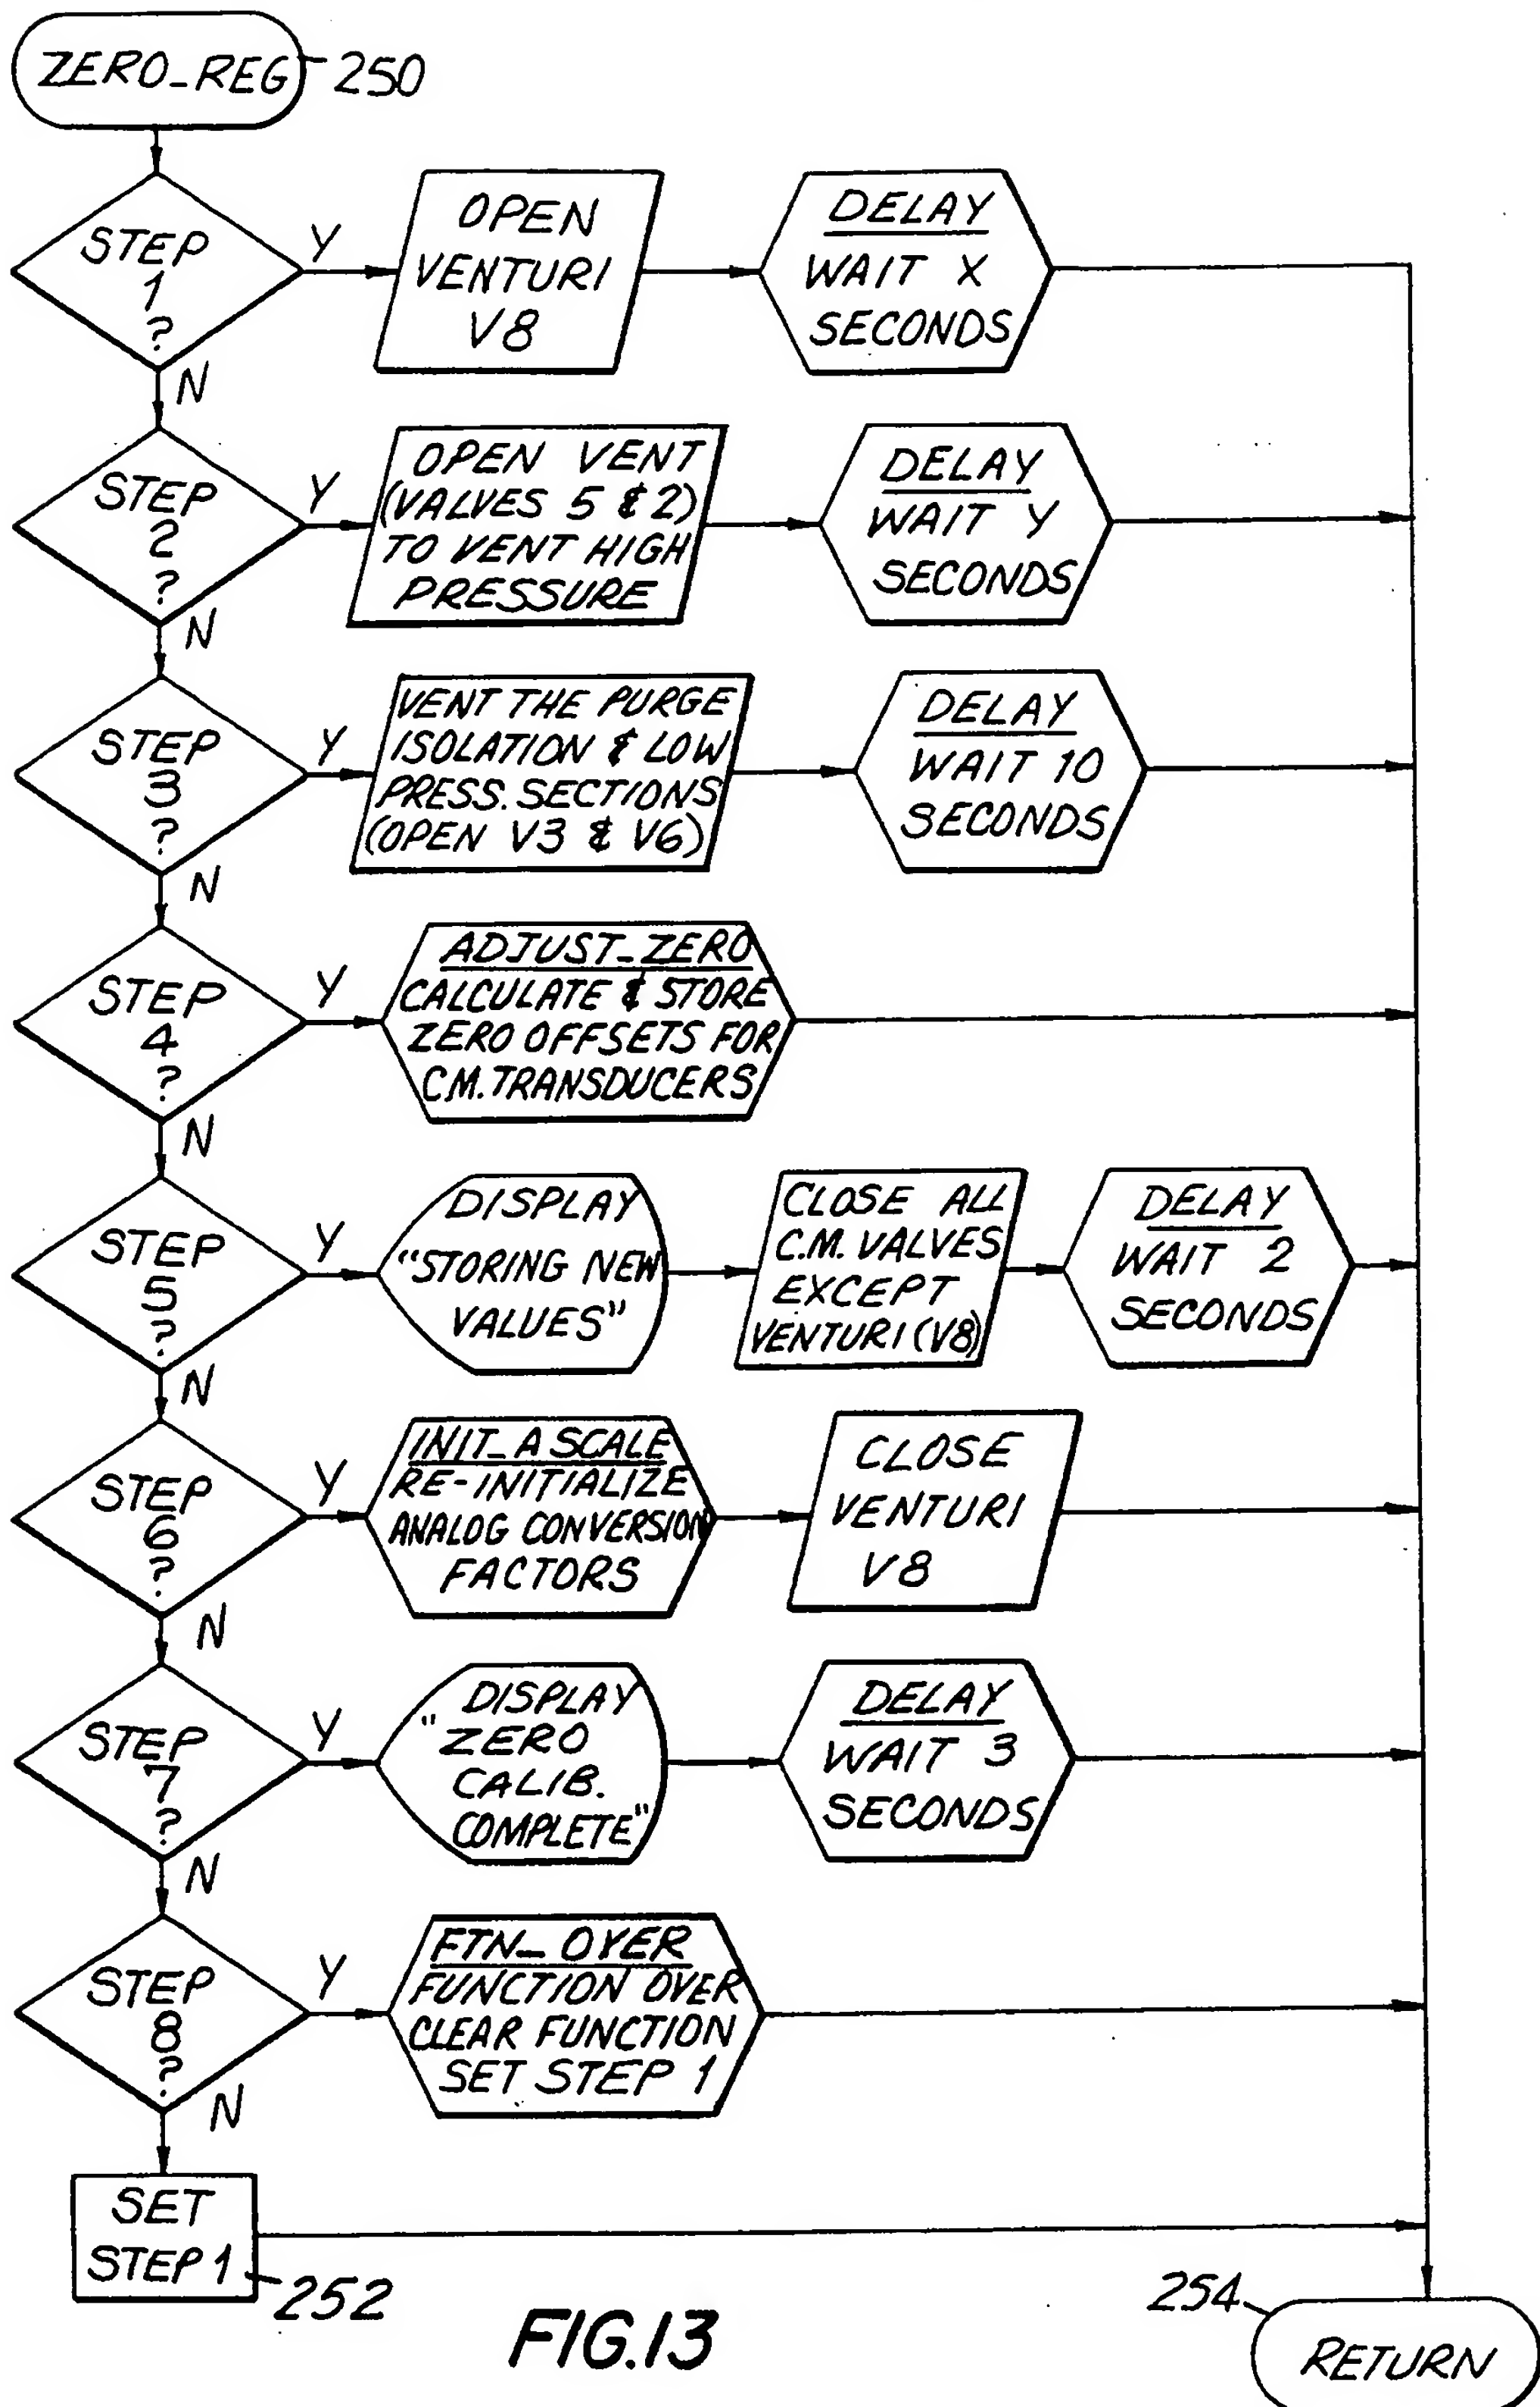 ZERO_REG
250
STEP
1
?
Y
OPEN
VENTURI
V8
DELAY
WAIT X
SECONDS
N
STEP
2
?
Y
OPEN VENT
(VALVES 5 & 2)
TO VENT HIGH
PRESSURE
DELAY
WAIT Y
SECONDS
N
STEP
3
?
Y
VENT THE PURGE
ISOLATION & LOW
PRESS. SECTIONS
(OPEN V3 & V6)
DELAY
WAIT 10
SECONDS
N
STEP
4
?
Y
ADJUST_ZERO
CALCULATE & STORE
ZERO OFFSETS FOR
C.M. TRANSDUCERS
N
STEP
5
?
Y
DISPLAY
"STORING NEW
VALUES"
CLOSE ALL
C.M. VALVES
EXCEPT
VENTURI (V8)
DELAY
WAIT 2
SECONDS
N
STEP
6
?
Y
INIT_A SCALE
RE-INITIALIZE
ANALOG CONVERSION
FACTORS
CLOSE
VENTURI
V8
N
STEP
7
?
Y
DISPLAY
"ZERO
CALIB.
COMPLETE"
DELAY
WAIT 3
SECONDS
N
STEP
8
?
Y
FTN_OVER
FUNCTION OVER
CLEAR FUNCTION
SET STEP 1
N
SET
STEP 1
252
FIG. 13
254
RETURN